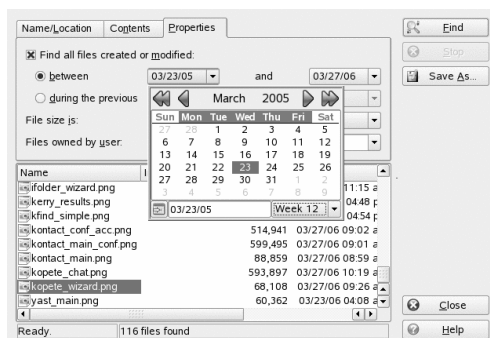 Name/Location Contents Properties
Find all files created or modified:
between 03/23/05 and 03/27/06
during the previous
File size is:
Files owned by user:
March 2005
Sun Mon Tue Wed Thu Fri Sat
27 28 1 2 3 4 5
6 7 8 9 10 11 12
13 14 15 16 17 18 19
20 21 22 23 24 25 26
27 28 29 30 31 1 2
3 4 5 6 7 8 9
03/23/05 Week 12
Name
ifolder_wizard.png 11:15 a
kerry_results.png 04:48 p
kfind_simple.png 04:54 p
kontact_conf_acc.png 514,941 03/27/06 09:02 a
kontact_main_conf.png 599,495 03/27/06 09:01 a
kontact_main.png 88,859 03/27/06 08:59 a
kopete_chat.png 593,897 03/27/06 10:19 a
kopete_wizard.png 68,108 03/27/06 09:26 a
yast_main.png 60,362 03/23/06 04:08 a
Ready. 116 files found
Find
Stop
Save As...
Close
Help